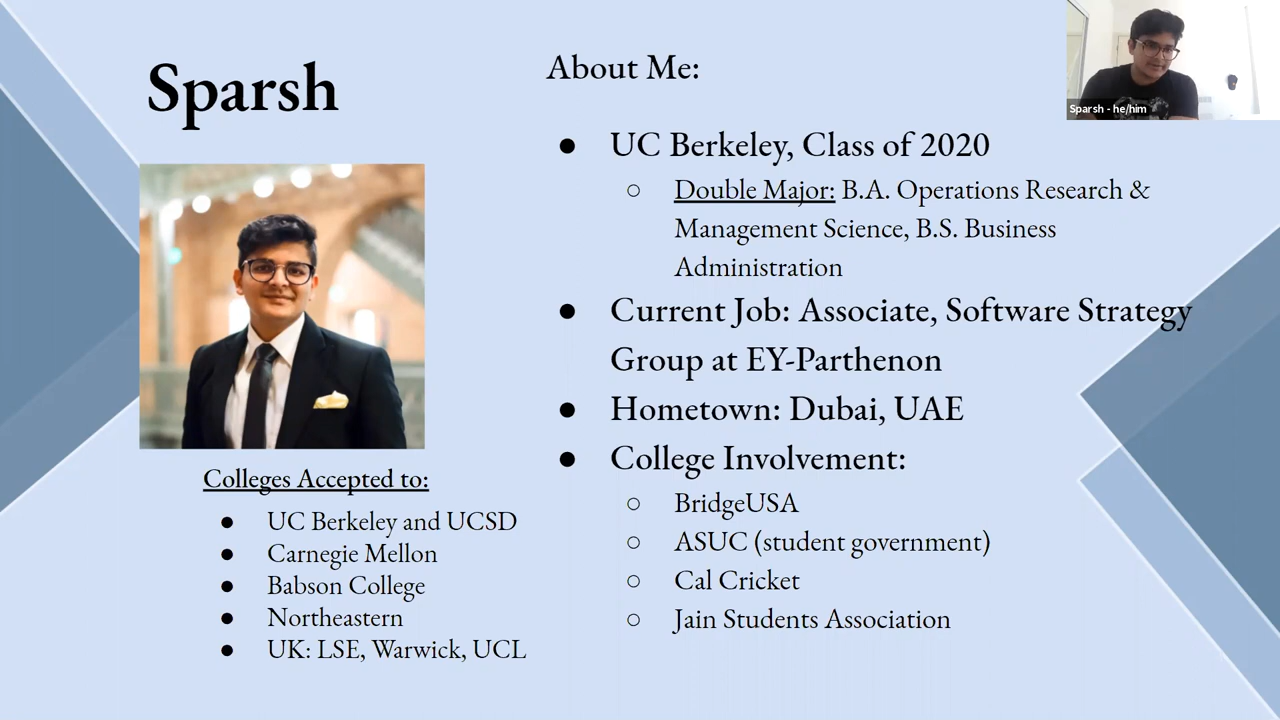 Sparsh
Colleges Accepted to:
● UC Berkeley and UCSD
● Carnegie Mellon
● Babson College
● Northeastern
● UK: LSE, Warwick, UCL
About Me:
● UC Berkeley, Class of 2020
○ Double Major: B.A. Operations Research &
Management Science, B.S. Business
Administration
● Current Job: Associate, Software Strategy
Group at EY-Parthenon
● Hometown: Dubai, UAE
● College Involvement:
○ BridgeUSA
○ ASUC (student government)
○ Cal Cricket
○ Jain Students Association
Sparsh - he/him